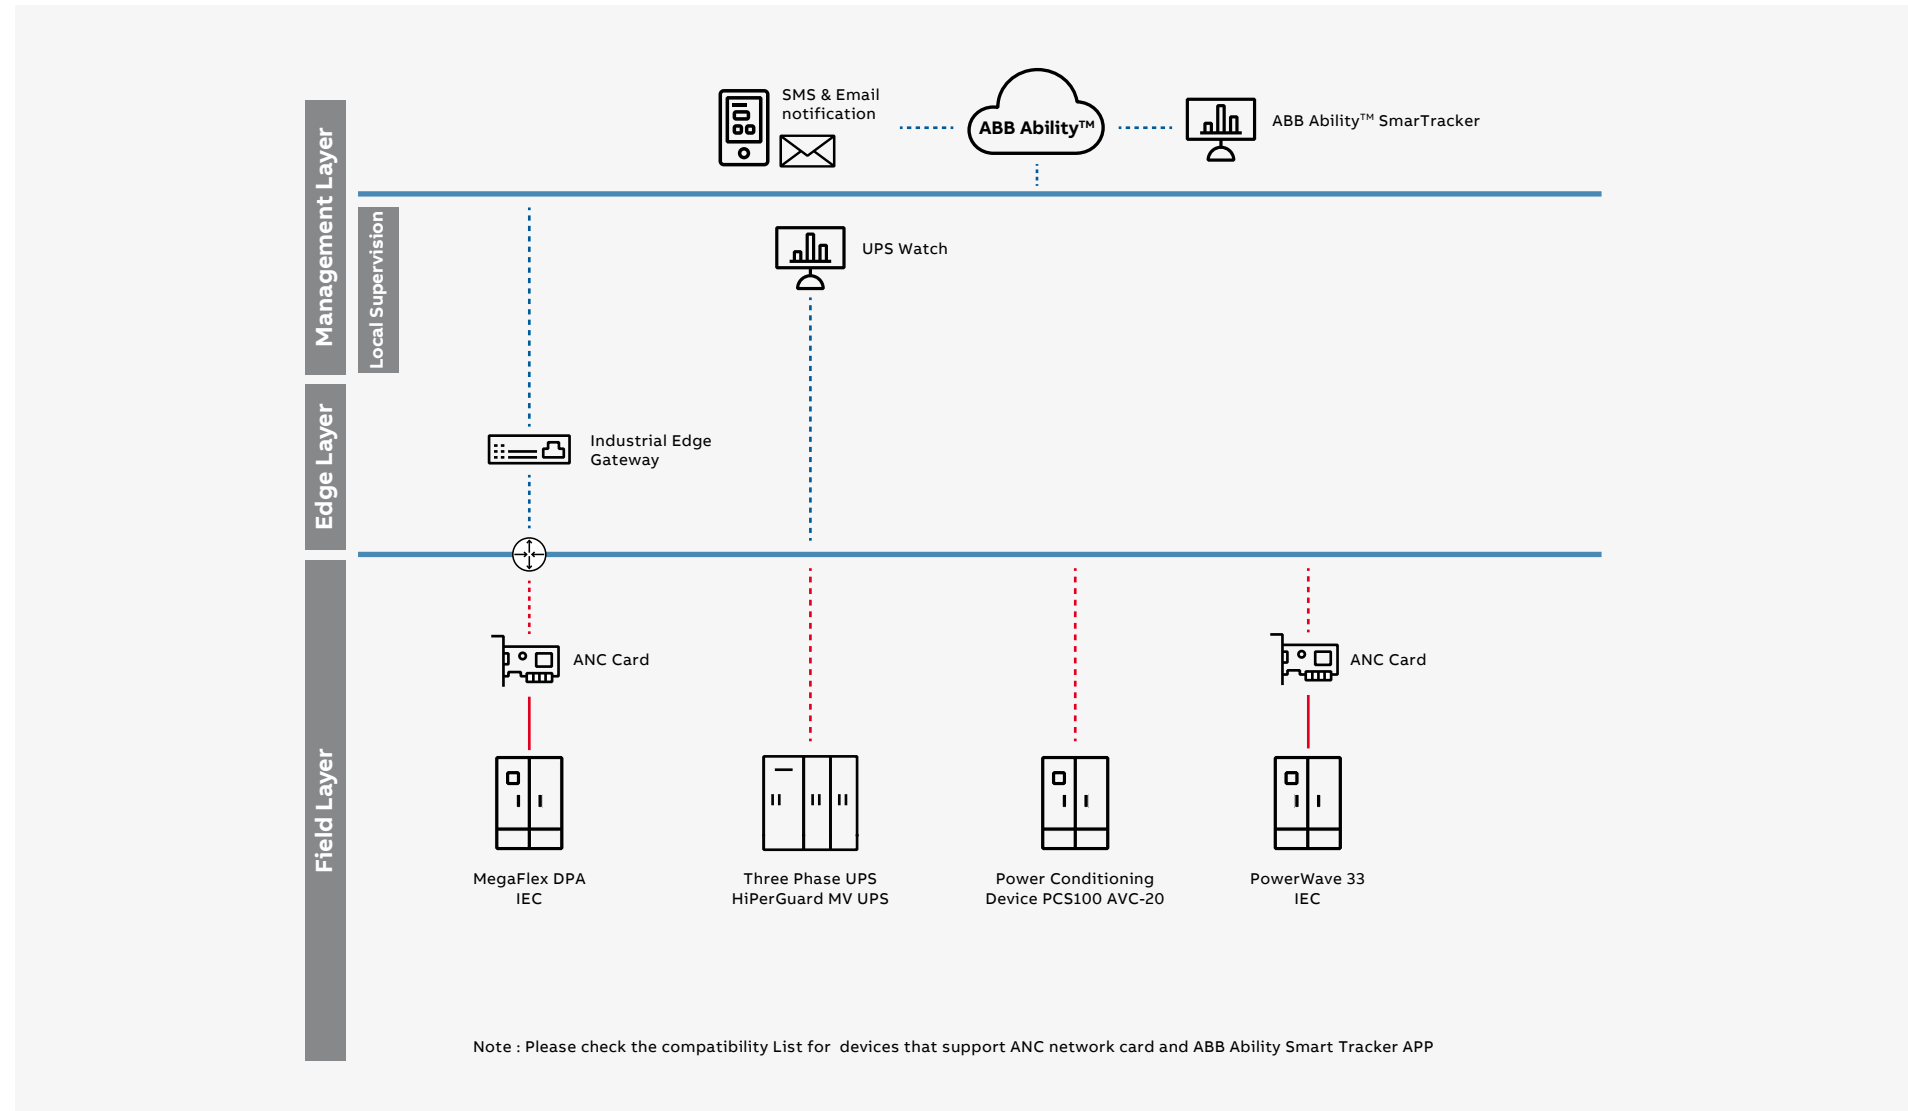 SMS & Email
notification
ABB Ability™
ABB Ability™ SmarTracker
Management Layer
Local Supervision
UPS Watch
Edge Layer
Industrial Edge
Gateway
Field Layer
ANC Card
ANC Card
MegaFlex DPA
IEC
Three Phase UPS
HiPerGuard MV UPS
Power Conditioning
Device PCS100 AVC-20
PowerWave 33
IEC
Note : Please check the compatibility List for  devices that support ANC network card and ABB Ability Smart Tracker APP